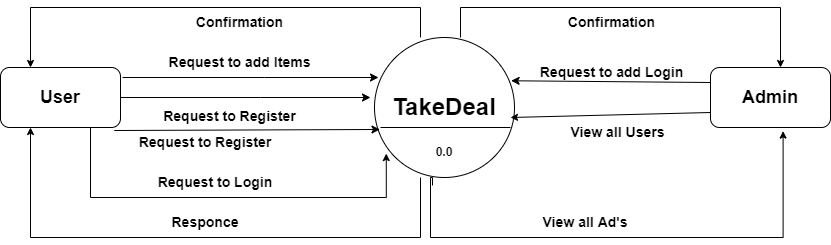 Confirmation
Confirmation
Request to add Items
Request to add Login
User
TakeDeal
Admin
Request to Register
View all Users
Request to Register
0.0
Request to Login
Responce
View all Ad's